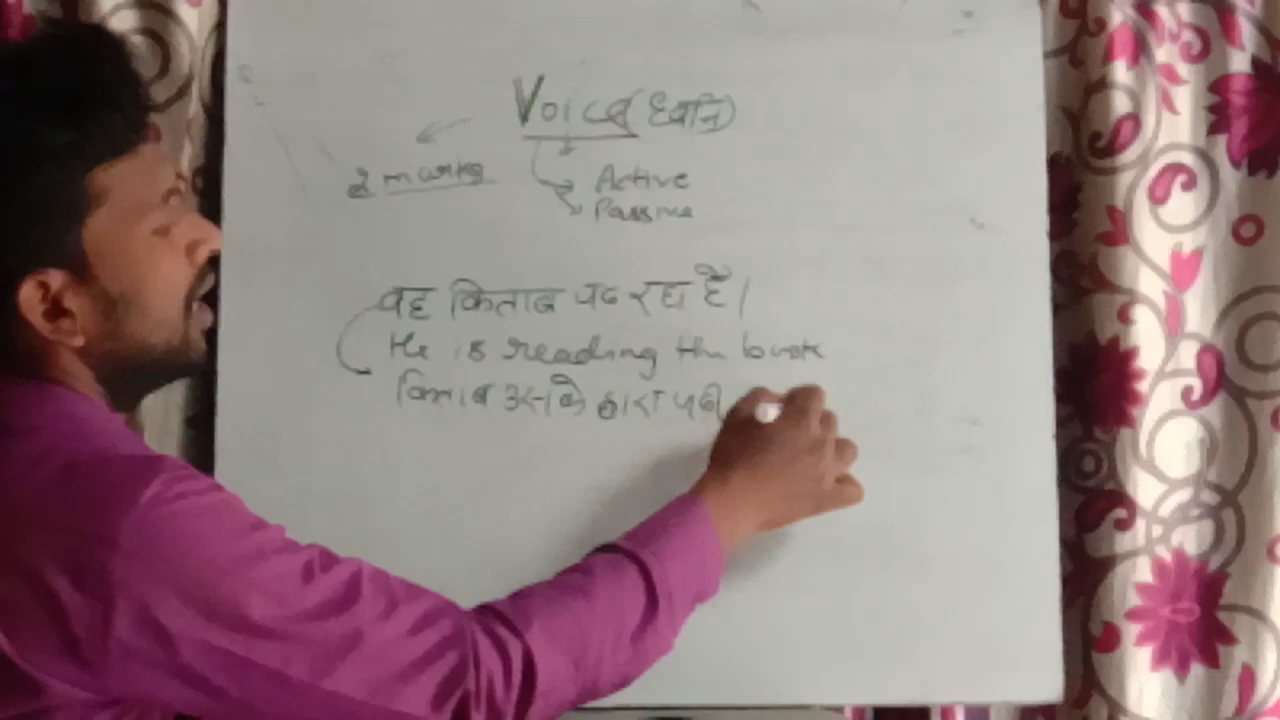 Voice (ध्वनि)
2 marks
Active
Passive
वह किताब पढ रहा है।
He is reading the book
किताब उसके द्वारा पढी